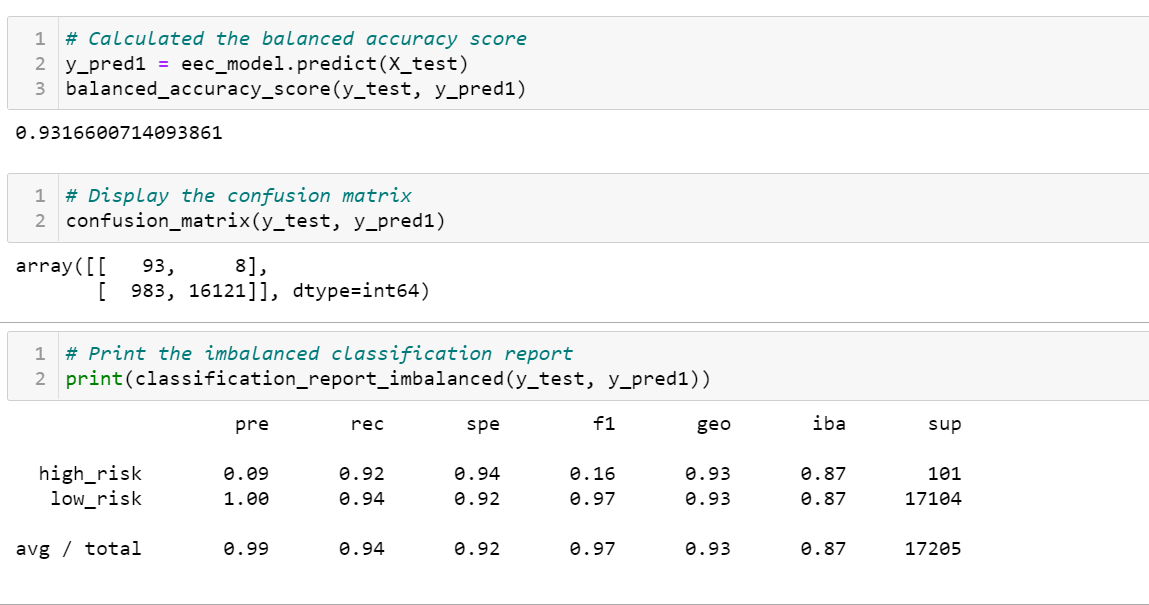 1 # Calculated the balanced accuracy score
2 y_pred1 = eec_model.predict(X_test)
3 balanced_accuracy_score(y_test, y_pred1)
0.9316600714093861
1 # Display the confusion matrix
2 confusion_matrix(y_test, y_pred1)
array([[   93,     8],
       [  983, 16121]], dtype=int64)
1 # Print the imbalanced classification report
2 print(classification_report_imbalanced(y_test, y_pred1))
                   pre       rec       spe        f1       geo       iba       sup
  high_risk       0.09      0.92      0.94      0.16      0.93      0.87       101
   low_risk       1.00      0.94      0.92      0.97      0.93      0.87     17104
avg / total       0.99      0.94      0.92      0.97      0.93      0.87     17205